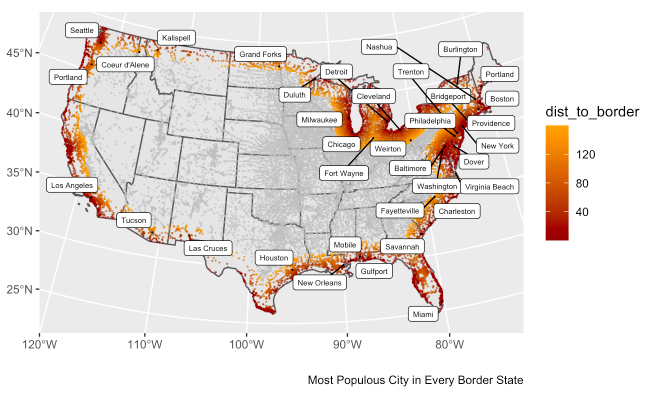 Seattle
Kalispell
Nashua
Burlington
45°N
Grand Forks
Coeur d'Alene
Detroit
Trenton
Portland
Portland
Duluth
Cleveland
Bridgeport
Boston
dist_to_border
40°N
Milwaukee
Philadelphia
Providence
Chicago
Weirton
New York
120
Dover
Fort Wayne
Baltimore
80
35°N
Los Angeles
Washington
Virginia Beach
40
Fayetteville
Charleston
Tucson
30°N
Las Cruces
Mobile
Savannah
Houston
Gulfport
25°N
New Orleans
Miami
120°W
110°W
100°W
90°W
80°W
Most Populous City in Every Border State